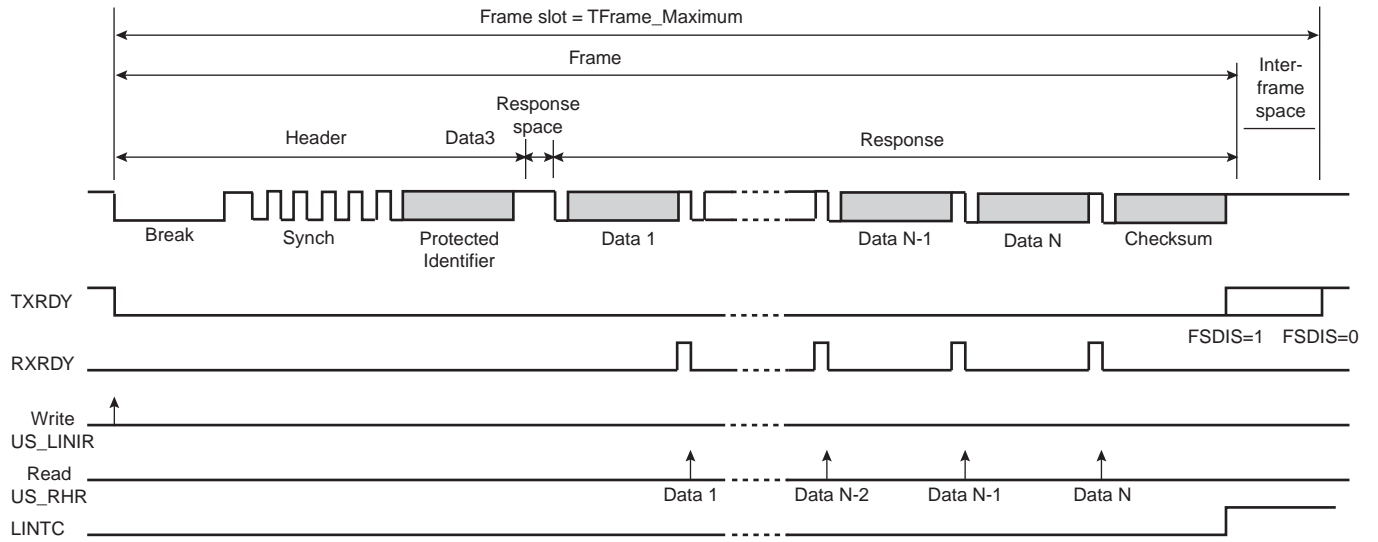 Frame slot = TFrame_Maximum
Frame
Inter-
frame
space
Response
space
Header
Data3
Response
Break
Synch
Protected
Identifier
Data 1
Data N-1
Data N
Checksum
TXRDY
FSDIS=1
FSDIS=0
RXRDY
Write
US_LINIR
Read
US_RHR
Data 1
Data N-2
Data N-1
Data N
LINTC